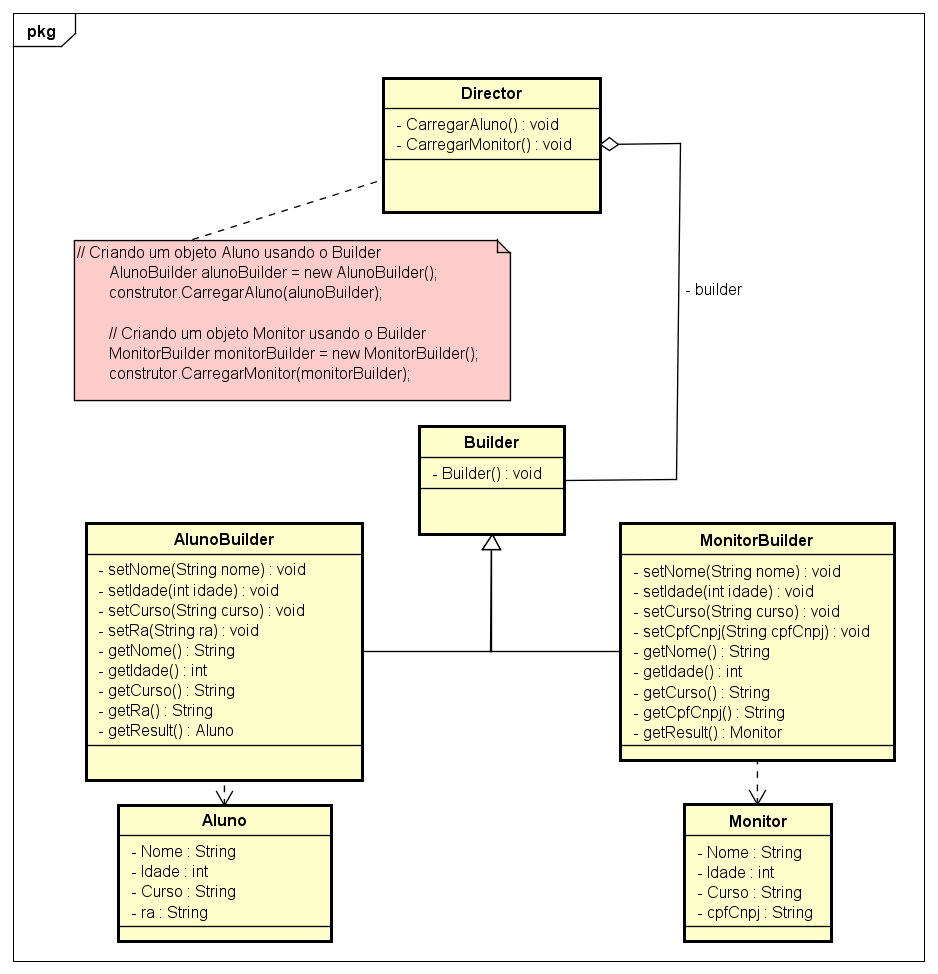 pkg
Director
- CarregarAluno() : void
- CarregarMonitor() : void
// Criando um objeto Aluno usando o Builder
AlunoBuilder alunoBuilder = new AlunoBuilder();
construtor.CarregarAluno(alunoBuilder);
// Criando um objeto Monitor usando o Builder
MonitorBuilder monitorBuilder = new MonitorBuilder();
construtor.CarregarMonitor(monitorBuilder);
- builder
Builder
- Builder() : void
AlunoBuilder
- setNome(String nome) : void
- setIdade(int idade) : void
- setCurso(String curso) : void
- setRa(String ra) : void
- getNome() : String
- getIdade() : int
- getCurso() : String
- getRa() : String
- getResult() : Aluno
MonitorBuilder
- setNome(String nome) : void
- setIdade(int idade) : void
- setCurso(String curso) : void
- setCpfCnpj(String cpfCnpj) : void
- getNome() : String
- getIdade() : int
- getCurso() : String
- getCpfCnpj() : String
- getResult() : Monitor
Aluno
- Nome : String
- Idade : int
- Curso : String
- ra : String
Monitor
- Nome : String
- Idade : int
- Curso : String
- cpfCnpj : String